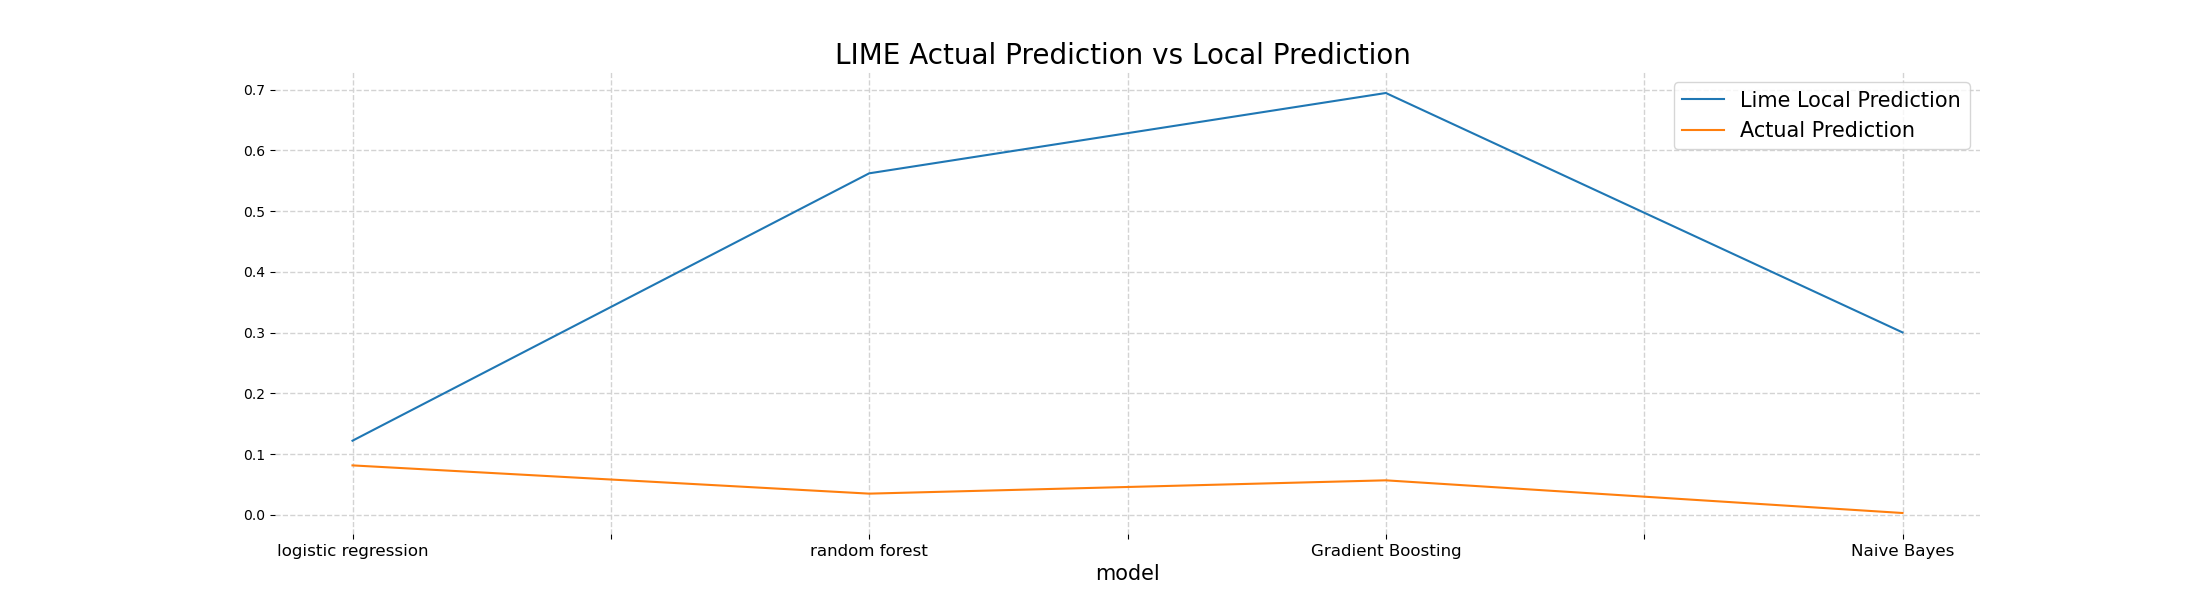 LIME Actual Prediction vs Local Prediction
Lime Local Prediction
Actual Prediction
0.7
0.6
0.5
0.4
0.3
0.2
0.1
0.0
logistic regression random forest Gradient Boosting Naive Bayes
model